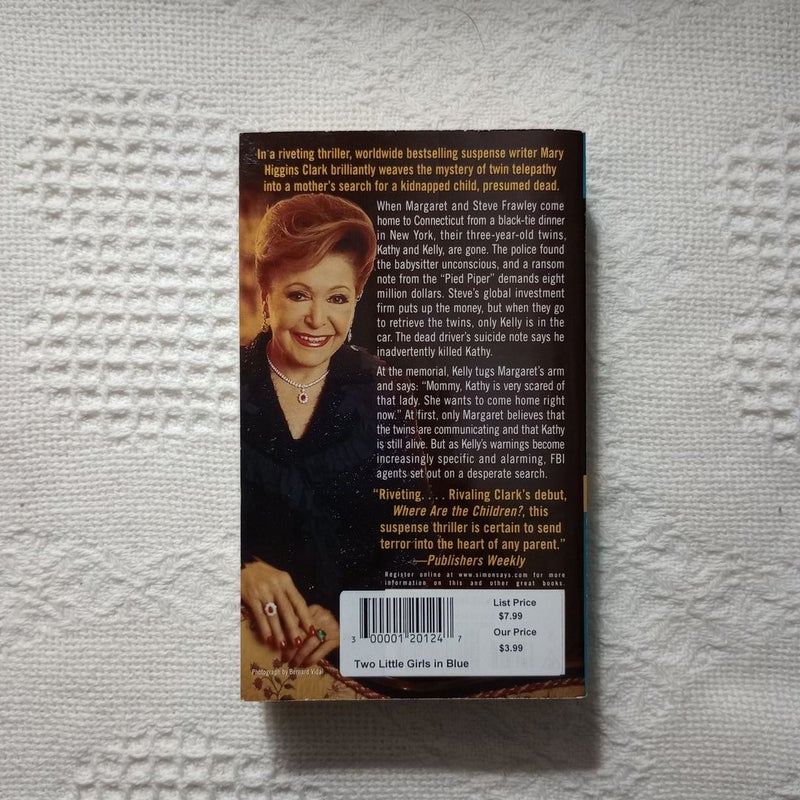 In a riveting thriller, worldwide bestselling suspense writer Mary
Higgins Clark brilliantly weaves the mystery of twin telepathy
into a mother's search for a kidnapped child, presumed dead.
When Margaret and Steve Frawley come
home to Connecticut from a black-tie dinner
in New York, their three-year-old twins,
Kathy and Kelly, are gone. The police found
the babysitter unconscious, and a ransom
note from the "Pied Piper" demands eight
million dollars. Steve's global investment
firm puts up the money, but when they go
to retrieve the twins, only Kelly is in the
car. The dead driver's suicide note says he
inadvertently killed Kathy.
At the memorial, Kelly tugs Margaret's arm
and says: "Mommy, Kathy is very scared of
that lady. She wants to come home right
now." At first, only Margaret believes that
the twins are communicating and that Kathy
is still alive. But as Kelly's warnings become
increasingly specific and alarming, FBI
agents set out on a desperate search.
"Riveting. . . . Rivaling Clark's debut,
Where Are the Children?, this
suspense thriller is certain to send
terror into the heart of any parent."
—Publishers Weekly
Register online at www.simonsays.com for more
information on this and other great books.
List Price
$7.99
Our Price
$3.99
3 00001 20124 7
Two Little Girls in Blue
Photograph by Bernard Vidal